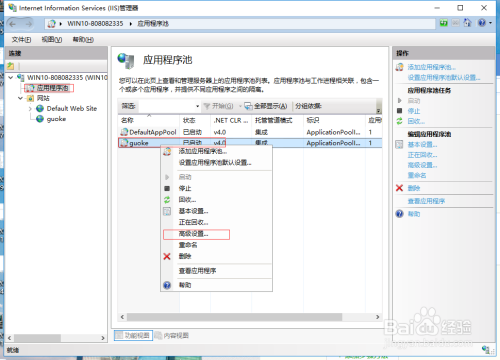 Internet Information Services (IIS)管理器
WIN10-808082335 ▸ 应用程序池
文件(F) 视图(V) 帮助(H)
连接
WIN10-808082335 (WIN10
应用程序池
网站
Default Web Site
guoke
应用程序池
您可以在此页上查看和管理服务器上的应用程序池列表。应用程序池与工作进程相关联，包含一
个或多个应用程序，并提供不同应用程序之间的隔离。
筛选: 开始(G) 全部显示(A) 分组依据:
名称 状态 .NET CLR ... 托管管道模式 标识 应用
DefaultAppPool 已启动 v4.0 集成 ApplicationPoolI... 1
guoke 已启动 v4.0 集成 ApplicationPoolI... 1
添加应用程序池...
设置应用程序池默认设置...
启动
停止
回收...
基本设置...
正在回收...
高级设置...
重命名
删除
查看应用程序
帮助
操作
添加应用程序池...
设置应用程序池默认设置...
应用程序池任务
启动
停止
回收...
编辑应用程序池
基本设置...
正在回收...
高级设置...
重命名
删除
查看应用程序
帮助
功能视图 内容视图
就绪
Bai 经验